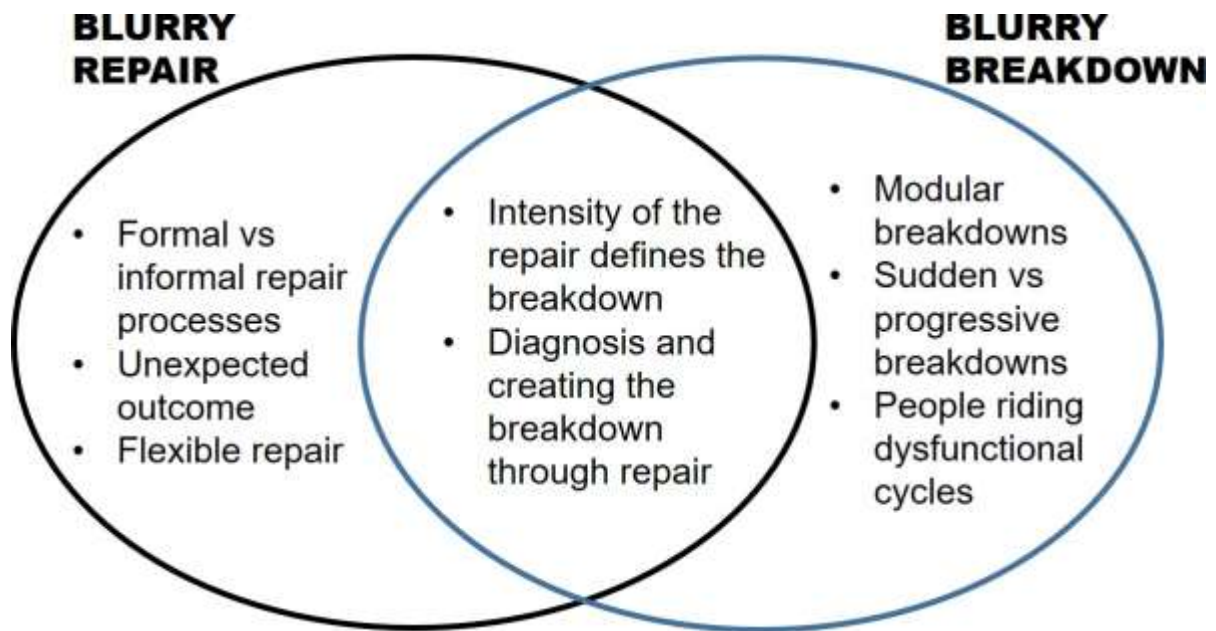 BLURRY
REPAIR
BLURRY
BREAKDOWN
• Formal vs
informal repair
processes
• Unexpected
outcome
• Flexible repair
• Intensity of the
repair defines the
breakdown
• Diagnosis and
creating the
breakdown
through repair
• Modular
breakdowns
• Sudden vs
progressive
breakdowns
• People riding
dysfunctional
cycles